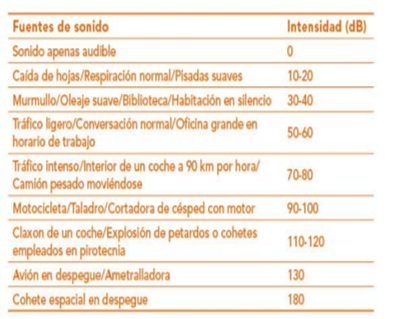 Fuentes de sonido Intensidad (dB)
Sonido apenas audible 0
Caída de hojas/Respiración normal/Pisadas suaves 10-20
Murmullo/Oleaje suave/Biblioteca/Habitación en silencio 30-40
Tráfico ligero/Conversación normal/Oficina grande en
horario de trabajo 50-60
Tráfico intenso/Interior de un coche a 90 km por hora/
Camión pesado moviéndose 70-80
Motocicleta/Taladro/Cortadora de césped con motor 90-100
Claxon de un coche/Explosión de petardos o cohetes
empleados en pirotecnia 110-120
Avión en despegue/Ametralladora 130
Cohete espacial en despegue 180